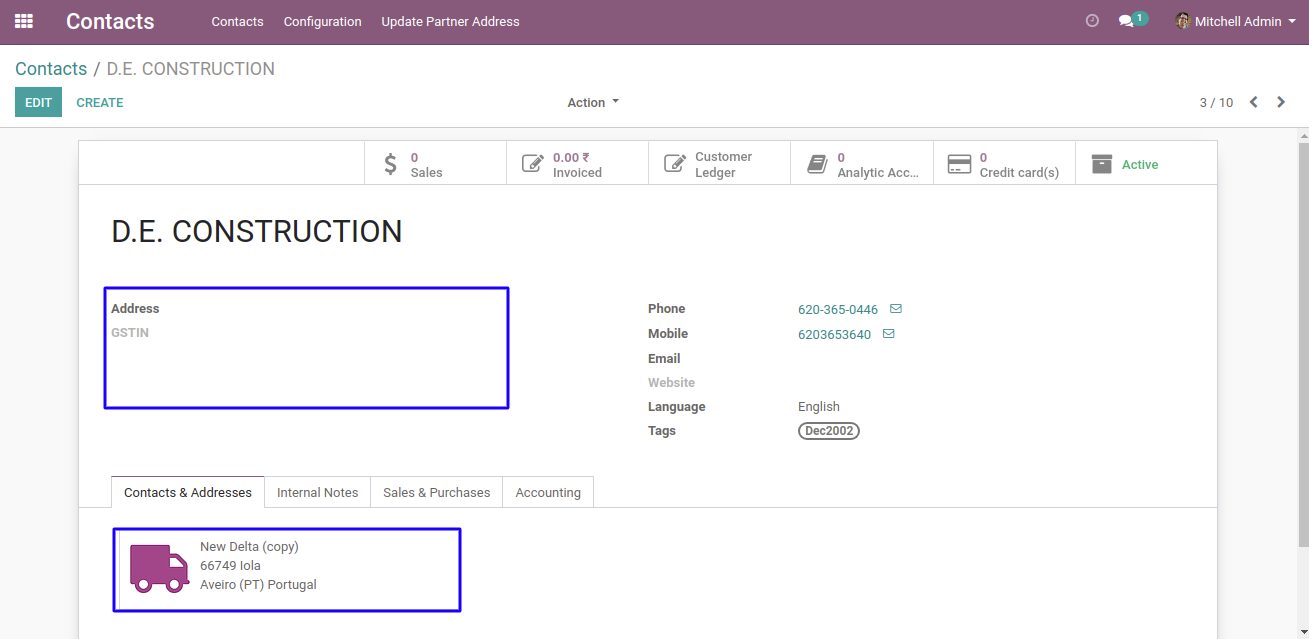 Contacts Contacts Configuration Update Partner Address 1 Mitchell Admin
Contacts / D.E. CONSTRUCTION
EDIT CREATE Action 3 / 10
0 Sales
0.00 ₹ Invoiced
Customer Ledger
0 Analytic Acc...
0 Credit card(s)
Active
D.E. CONSTRUCTION
Address
GSTIN
Phone 620-365-0446
Mobile 6203653640
Email
Website
Language English
Tags Dec2002
Contacts & Addresses Internal Notes Sales & Purchases Accounting
New Delta (copy)
66749 Iola
Aveiro (PT) Portugal